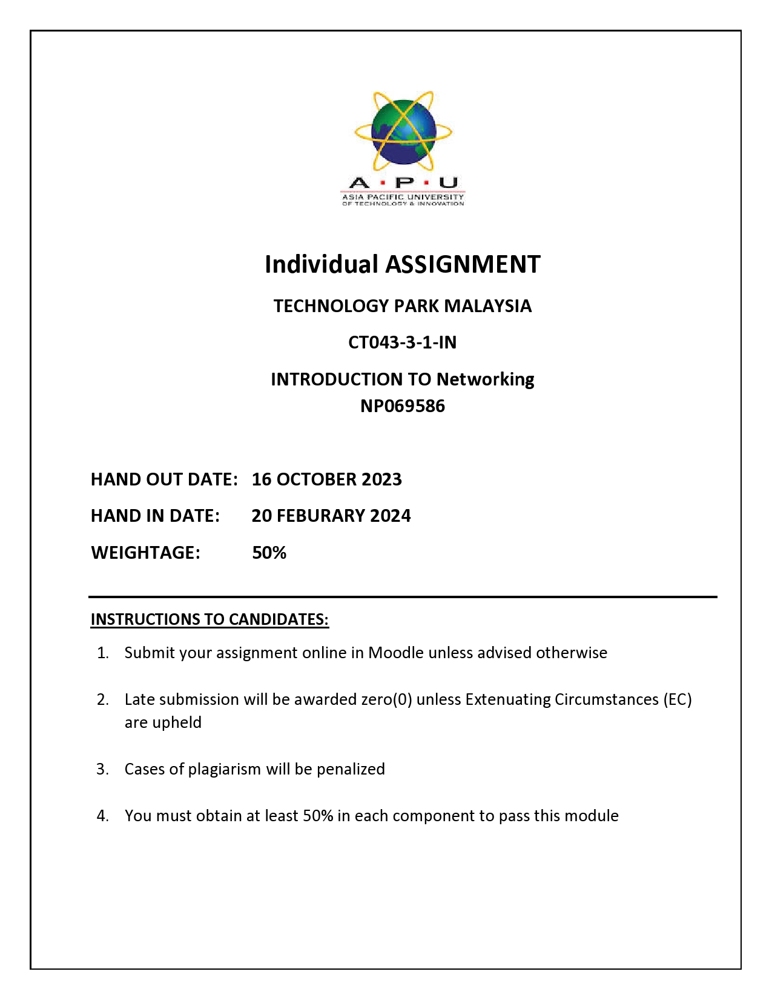 A · P · U
ASIA PACIFIC UNIVERSITY
OF TECHNOLOGY & INNOVATION
Individual ASSIGNMENT
TECHNOLOGY PARK MALAYSIA
CT043-3-1-IN
INTRODUCTION TO Networking
NP069586
HAND OUT DATE: 16 OCTOBER 2023
HAND IN DATE: 20 FEBURARY 2024
WEIGHTAGE: 50%
INSTRUCTIONS TO CANDIDATES:
1. Submit your assignment online in Moodle unless advised otherwise
2. Late submission will be awarded zero(0) unless Extenuating Circumstances (EC)
are upheld
3. Cases of plagiarism will be penalized
4. You must obtain at least 50% in each component to pass this module